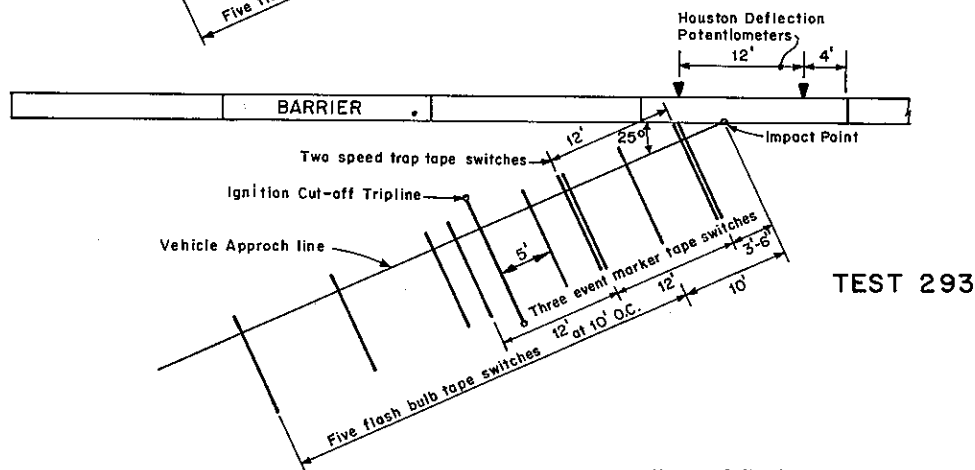 Five
Houston Deflection
Potentiometers
12'
4'
BARRIER
12'
25°
Impact Point
Two speed trap tape switches
Ignition Cut-off Tripline
Vehicle Approch line
5'
Three event marker tape switches
3'-6"
12'
12'
10'
at 10' O.C.
Five flash bulb tape switches
TEST 293